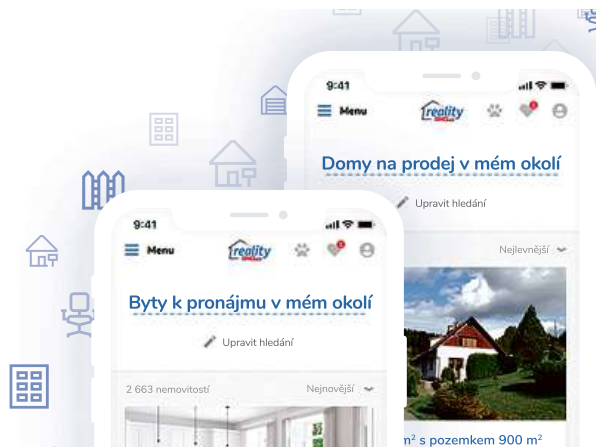 9:41
Menu
reality
Domy na prodej v mém okolí
Upravit hledání
Nejlevnější
m² s pozemkem 900 m²
9:41
Menu
reality
Byty k pronájmu v mém okolí
Upravit hledání
2 663 nemovitostí
Nejnovější